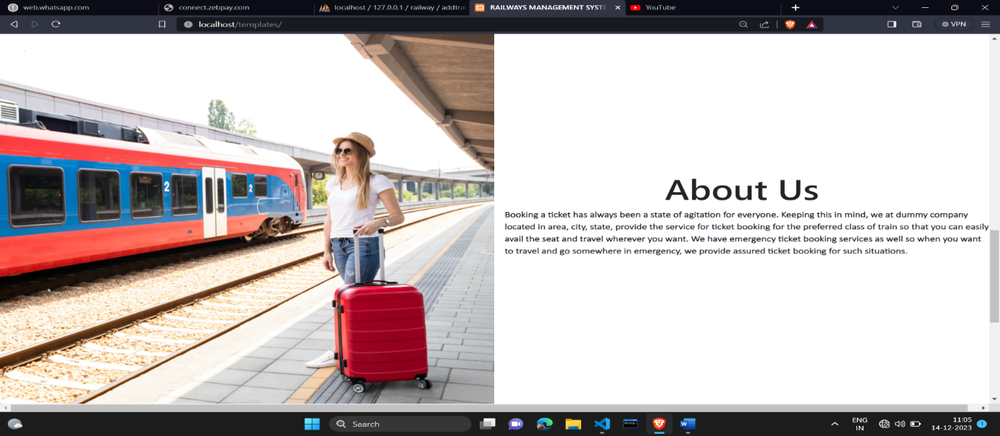 web.whatsapp.com
connect.zebpay.com
localhost / 127.0.0.1 / railway / addtrai
RAILWAYS MANAGEMENT SYSTE
YouTube
localhost/templates/
VPN
2
2
About Us
Booking a ticket has always been a state of agitation for everyone. Keeping this in mind, we at dummy company
located in area, city, state, provide the service for ticket booking for the preferred class of train so that you can easily
avail the seat and travel wherever you want. We have emergency ticket booking services as well so when you want
to travel and go somewhere in emergency, we provide assured ticket booking for such situations.
Search
ENG
IN
11:05
14-12-2023
1